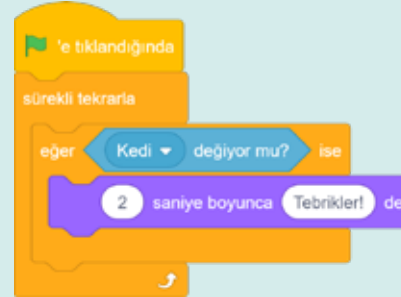 'e tıklandığında
sürekli tekrarla
eğer Kedi değiyor mu? ise
2 saniye boyunca Tebrikler! de